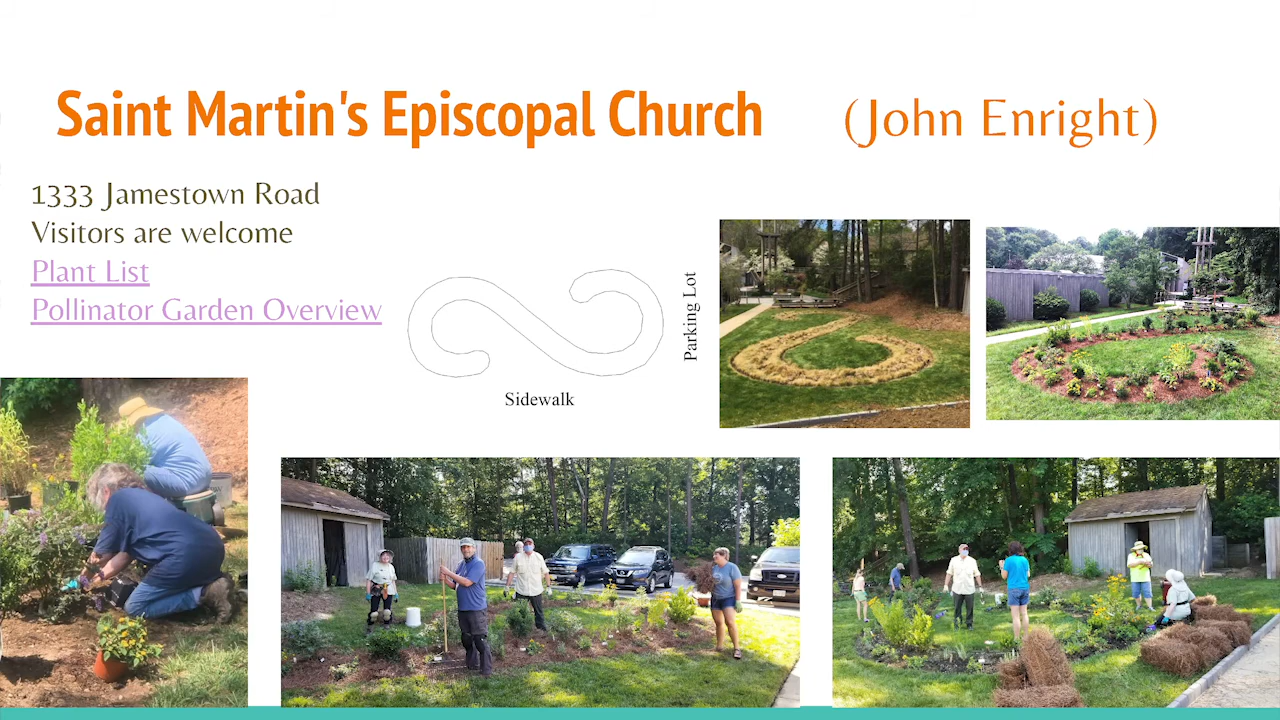 Saint Martin's Episcopal Church (John Enright)
1333 Jamestown Road
Visitors are welcome
Plant List
Pollinator Garden Overview
Parking Lot
Sidewalk